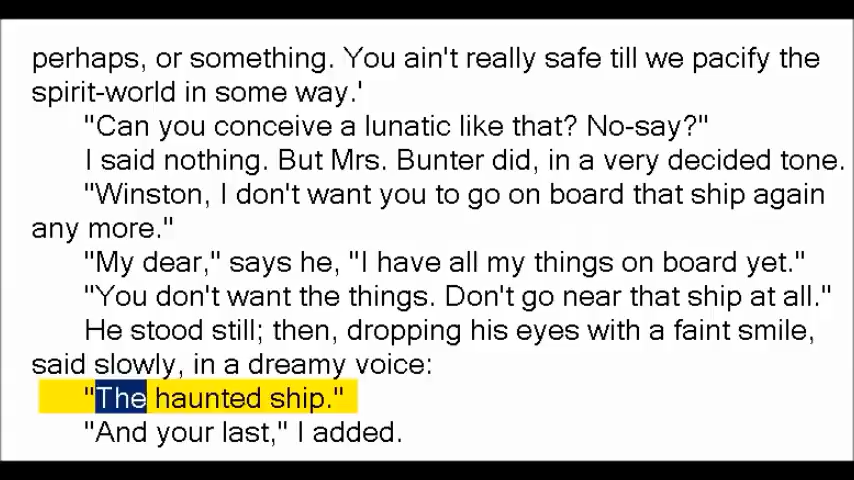 perhaps, or something. You ain't really safe till we pacify the
spirit-world in some way.'
"Can you conceive a lunatic like that? No-say?"
I said nothing. But Mrs. Bunter did, in a very decided tone.
"Winston, I don't want you to go on board that ship again
any more."
"My dear," says he, "I have all my things on board yet."
"You don't want the things. Don't go near that ship at all."
He stood still; then, dropping his eyes with a faint smile,
said slowly, in a dreamy voice:
"The haunted ship."
"And your last," I added.